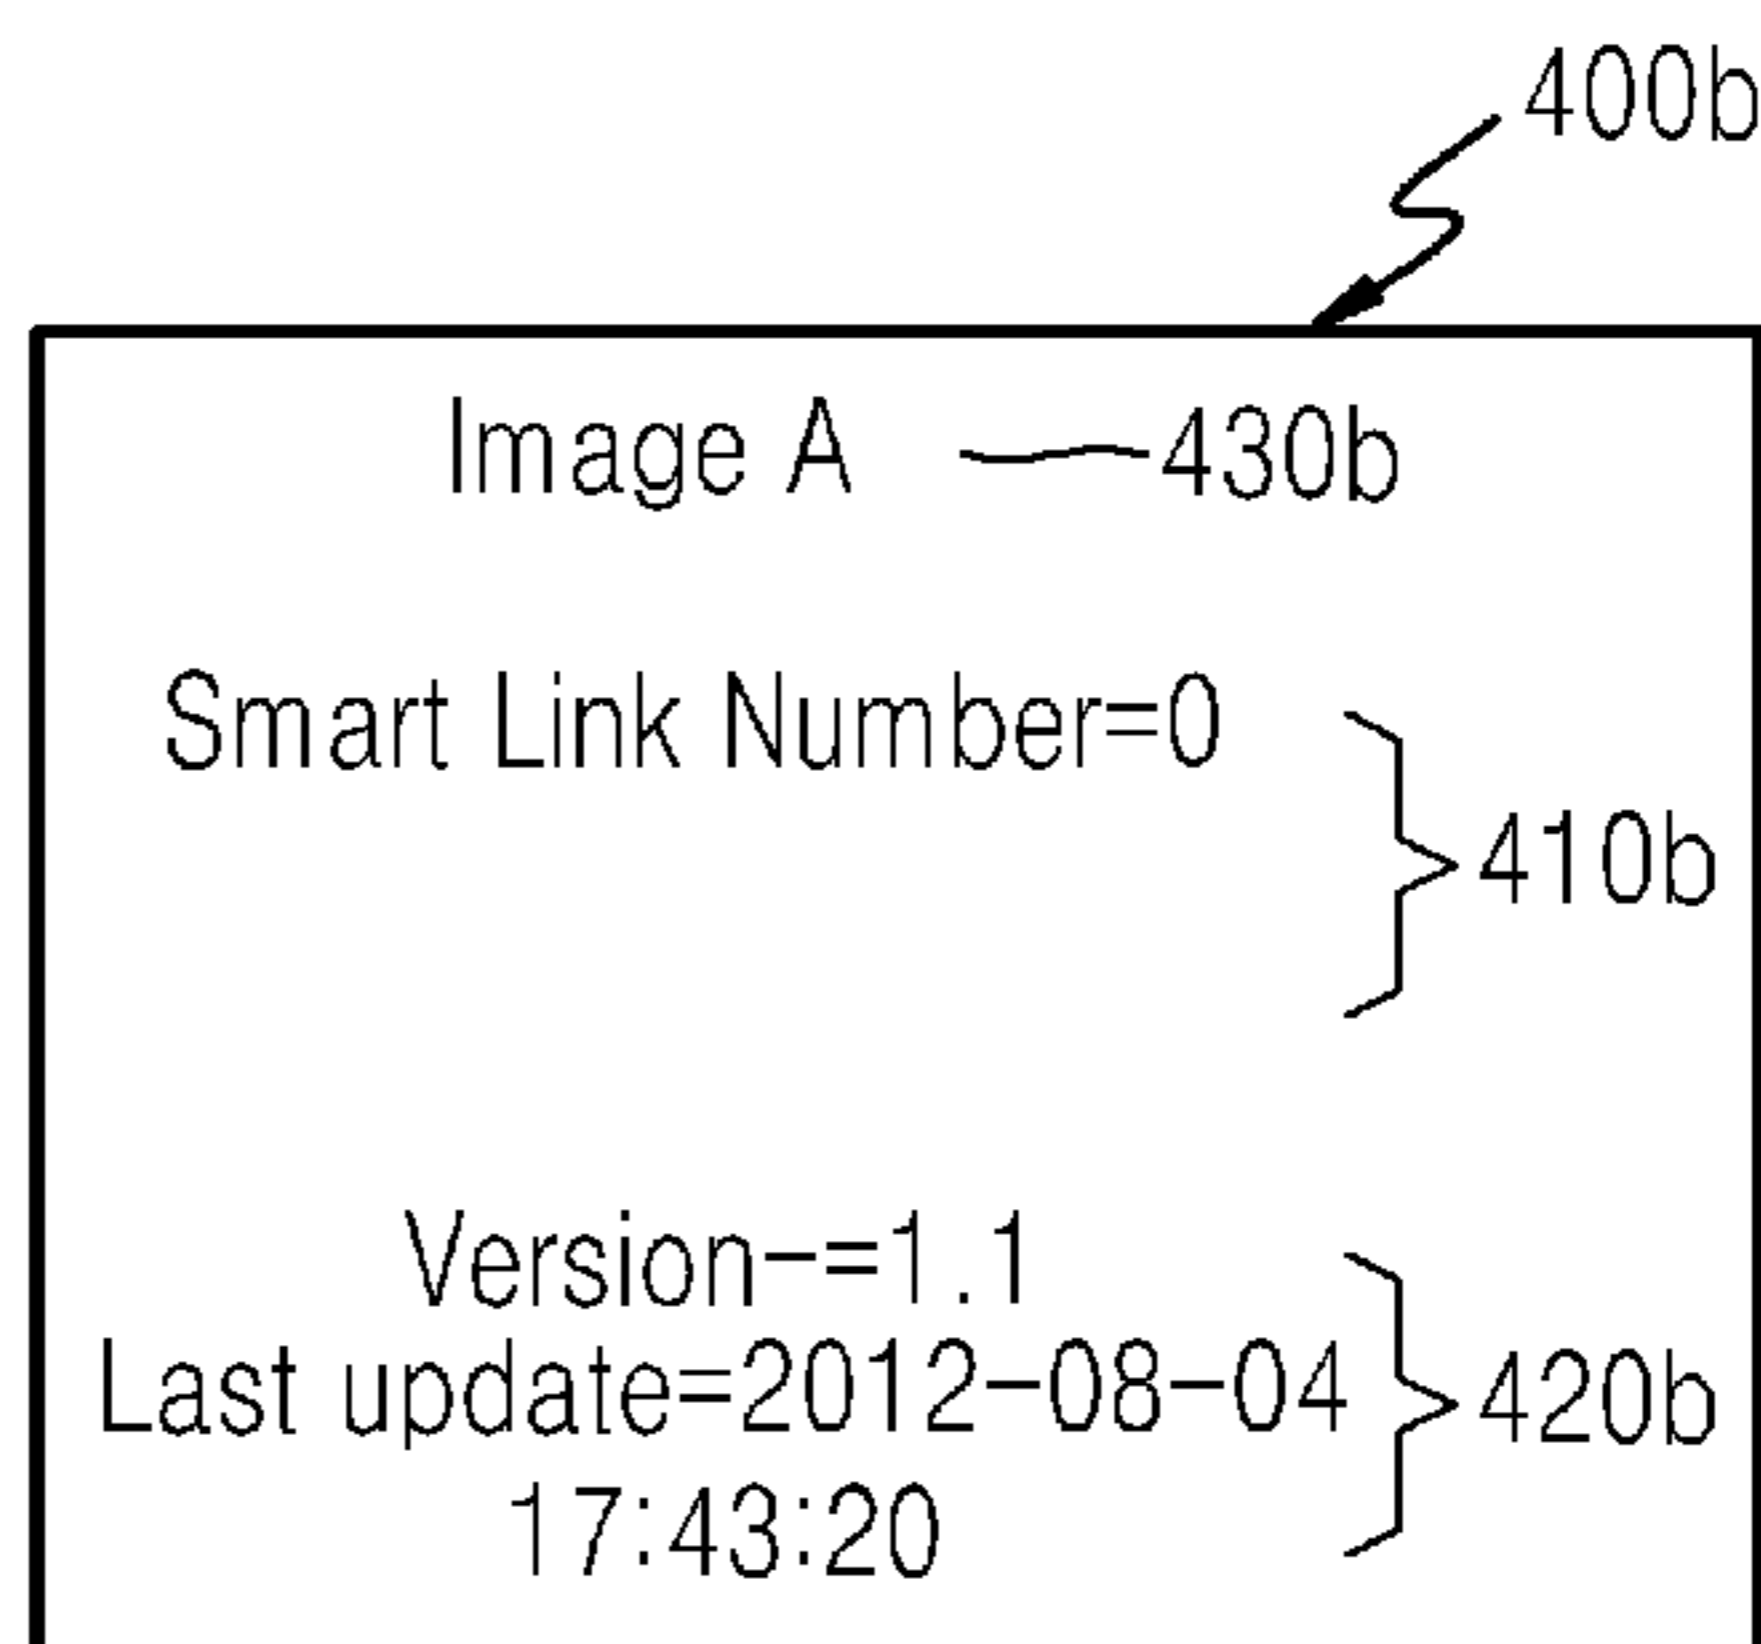 400b
Image A 430b
Smart Link Number=0
410b
Version-=1.1
Last update=2012-08-04
420b
17:43:20